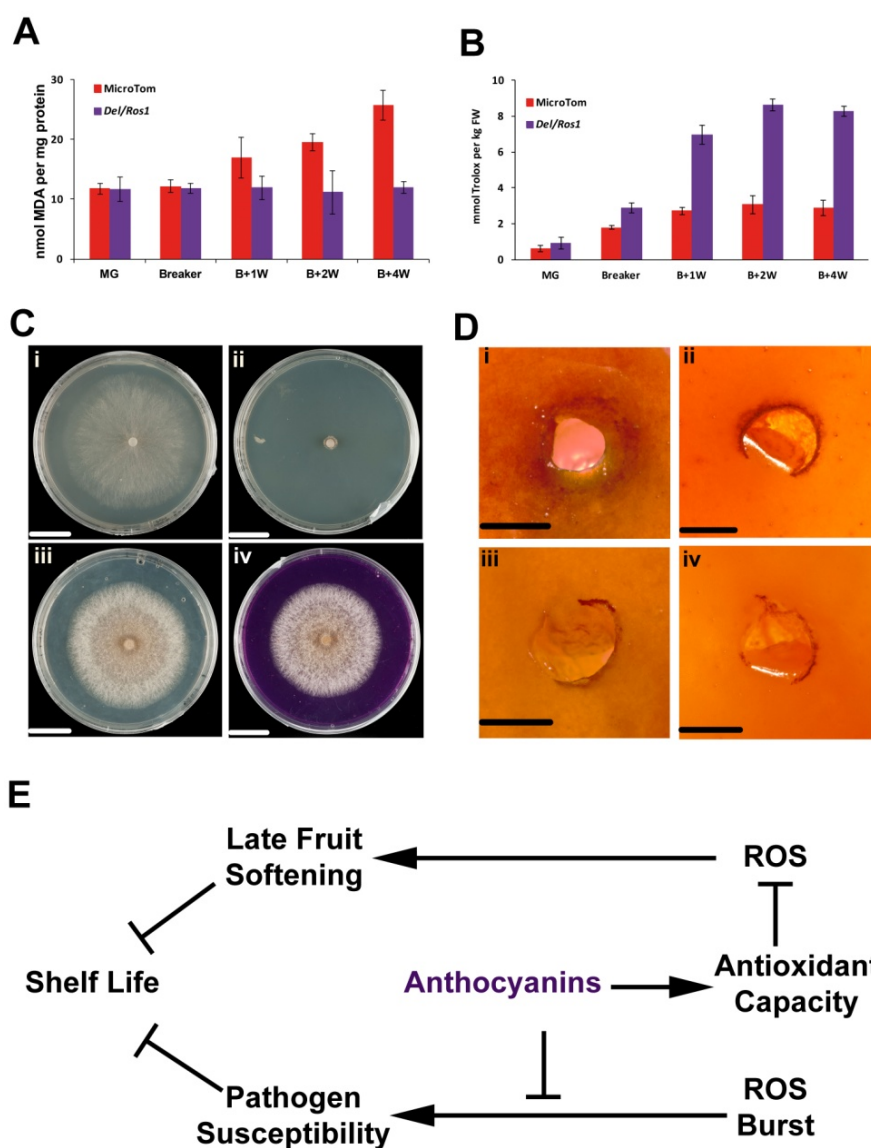 A
nmol MDA per mg protein
30
20
10
0
MicroTom
Del/Ros1
MG Breaker B+1W B+2W B+4W
B
mmol Trolox per kg FW
10
8
6
4
2
0
MicroTom
Del/Ros1
MG Breaker B+1W B+2W B+4W
C
i
ii
iii
iv
D
i
ii
iii
iv
E
Late Fruit
Softening
ROS
Shelf Life
Anthocyanins
Antioxidant
Capacity
Pathogen
Susceptibility
ROS
Burst